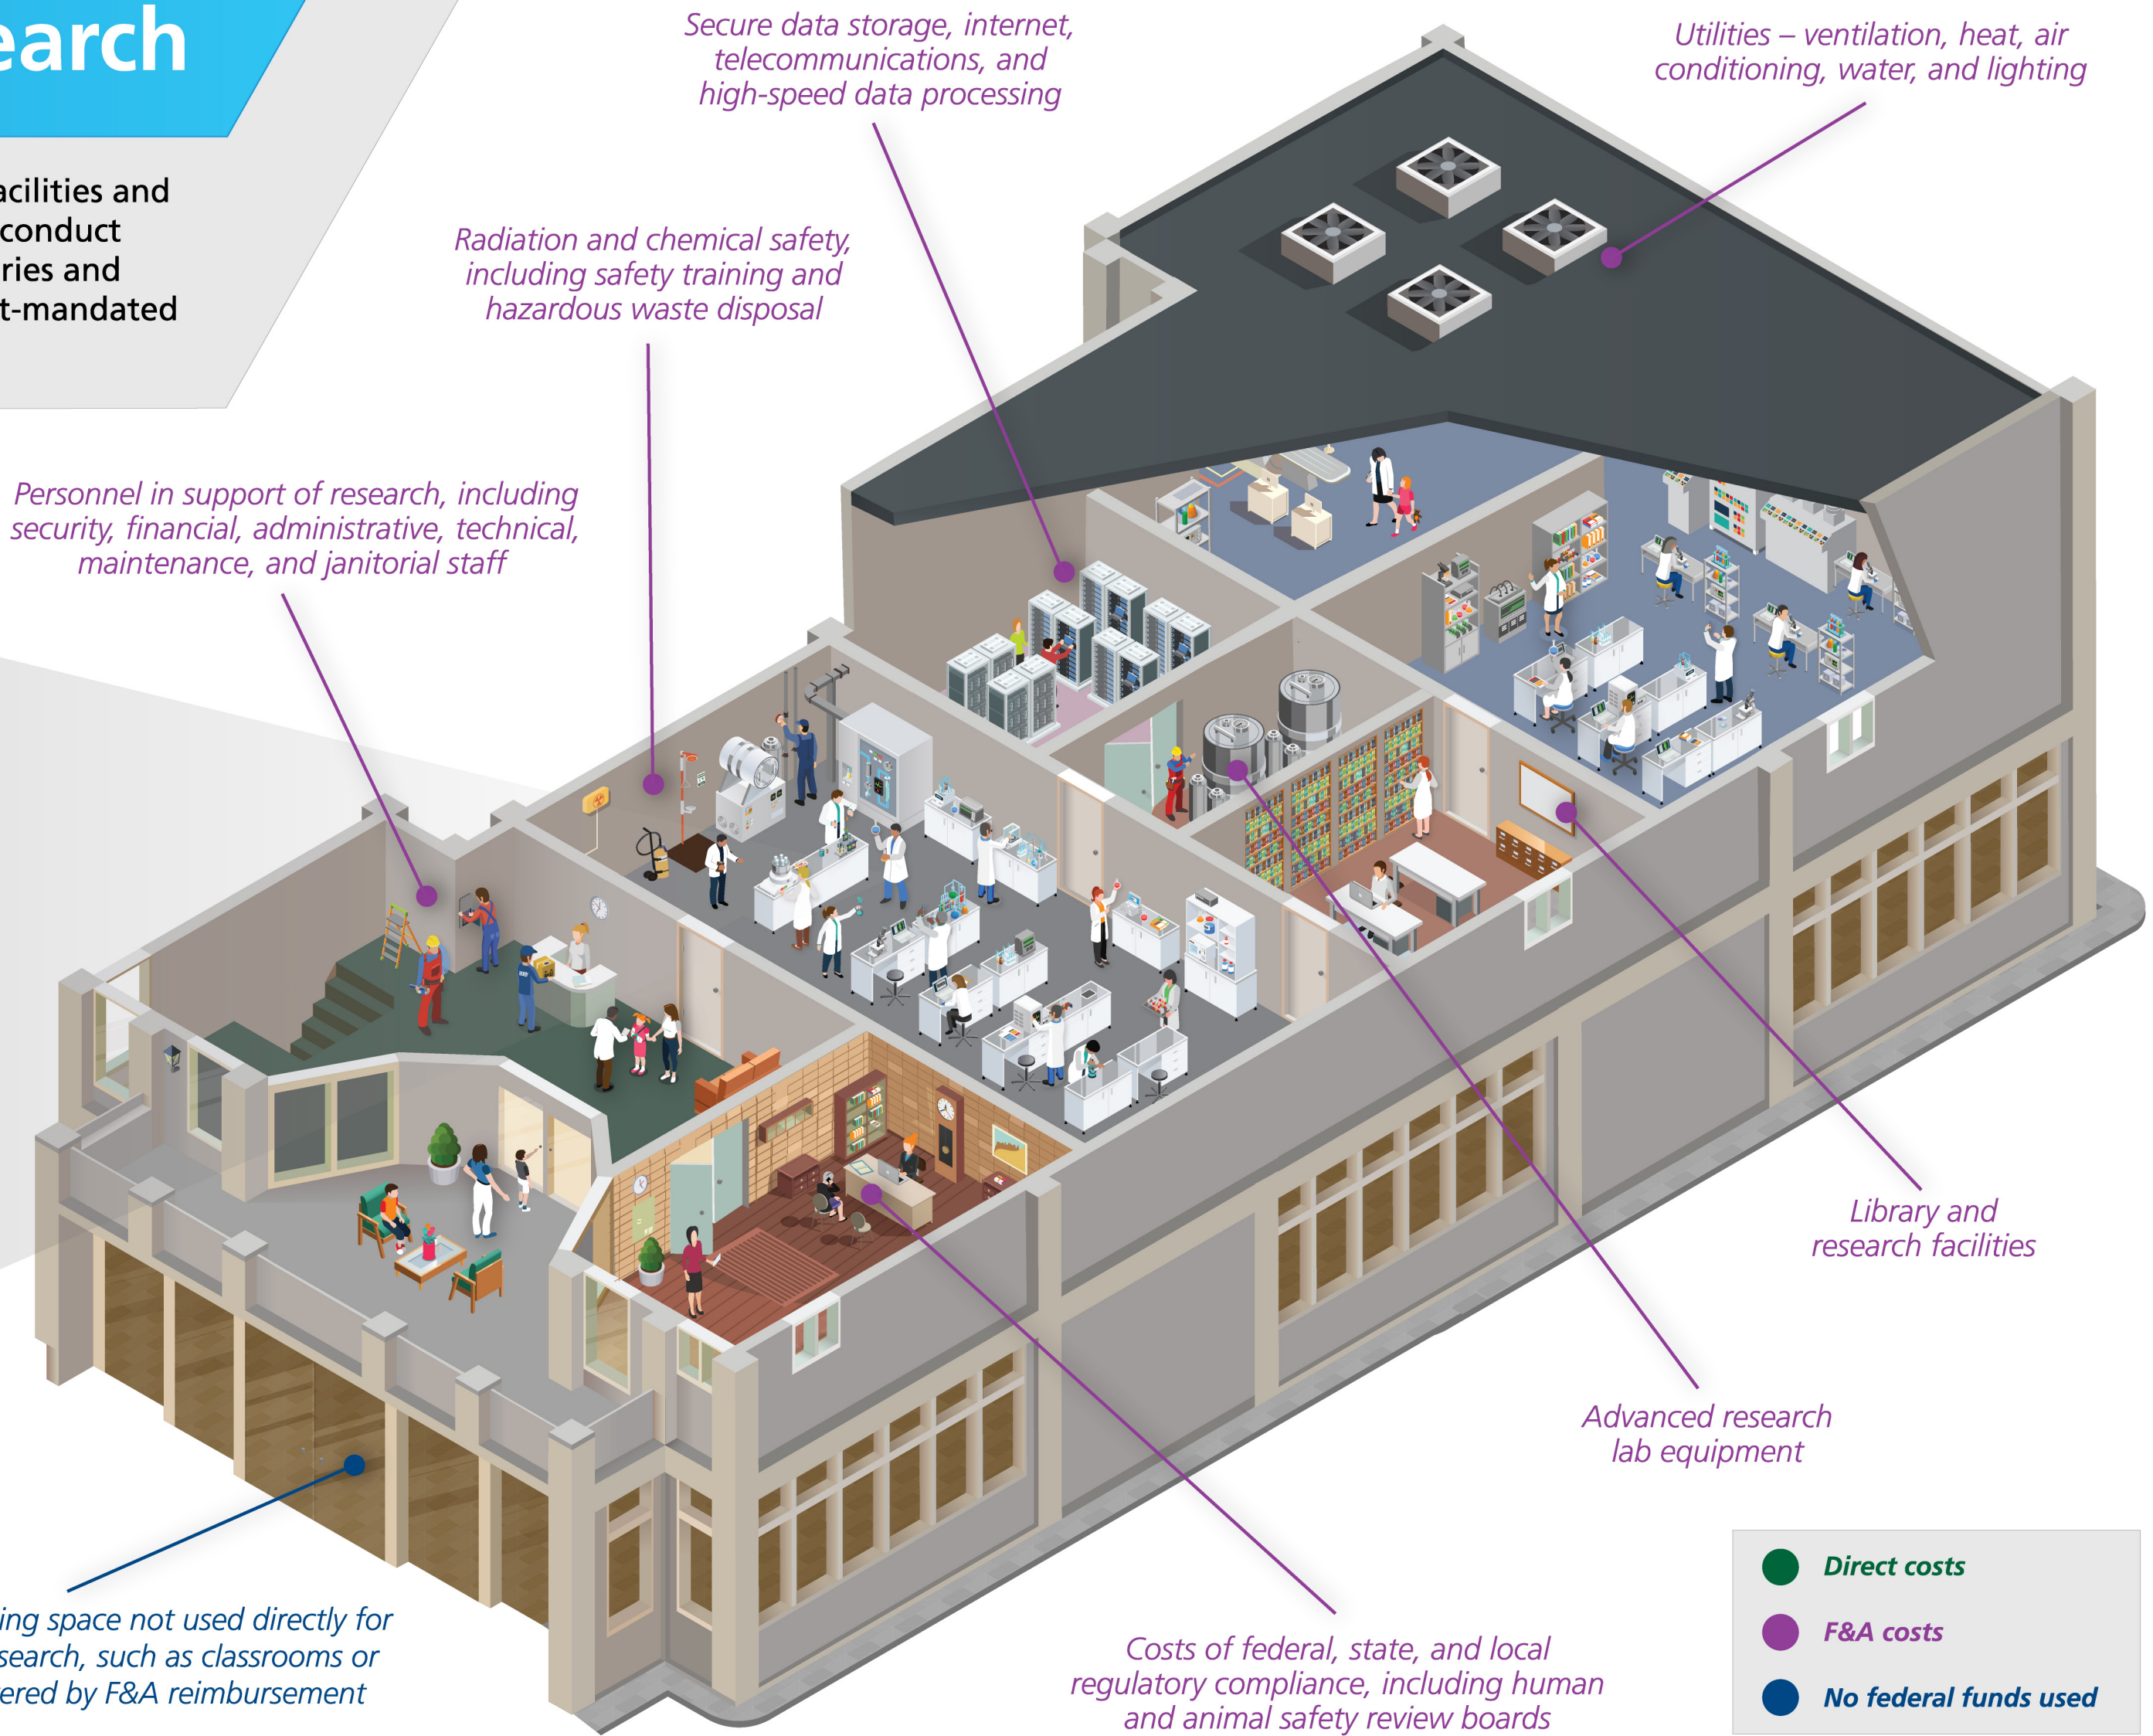 earch
acilities and
conduct
ries and
t-mandated
Secure data storage, internet,
telecommunications, and
high-speed data processing
Utilities – ventilation, heat, air
conditioning, water, and lighting
Radiation and chemical safety,
including safety training and
hazardous waste disposal
Personnel in support of research, including
security, financial, administrative, technical,
maintenance, and janitorial staff
Library and
research facilities
Advanced research
lab equipment
ing space not used directly for
search, such as classrooms or
ered by F&A reimbursement
Costs of federal, state, and local
regulatory compliance, including human
and animal safety review boards
Direct costs
F&A costs
No federal funds used